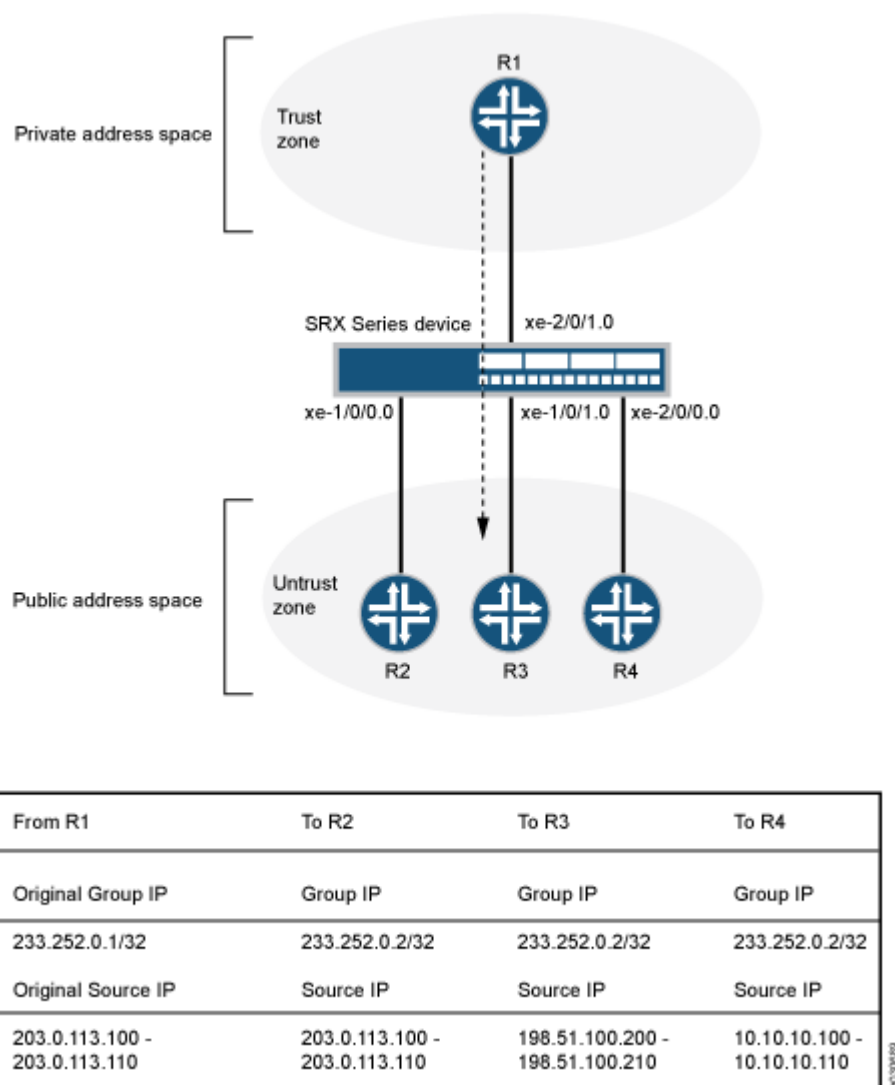 R1
Trust
zone
Private address space
SRX Series device
xe-2/0/1.0
xe-1/0/0.0
xe-1/0/1.0
xe-2/0/0.0
Untrust
zone
Public address space
R2
R3
R4
From R1 To R2 To R3 To R4
Original Group IP Group IP Group IP Group IP
233.252.0.1/32 233.252.0.2/32 233.252.0.2/32 233.252.0.2/32
Original Source IP Source IP Source IP Source IP
203.0.113.100 - 203.0.113.100 - 198.51.100.200 - 10.10.10.100 -
203.0.113.110 203.0.113.110 198.51.100.210 10.10.10.110